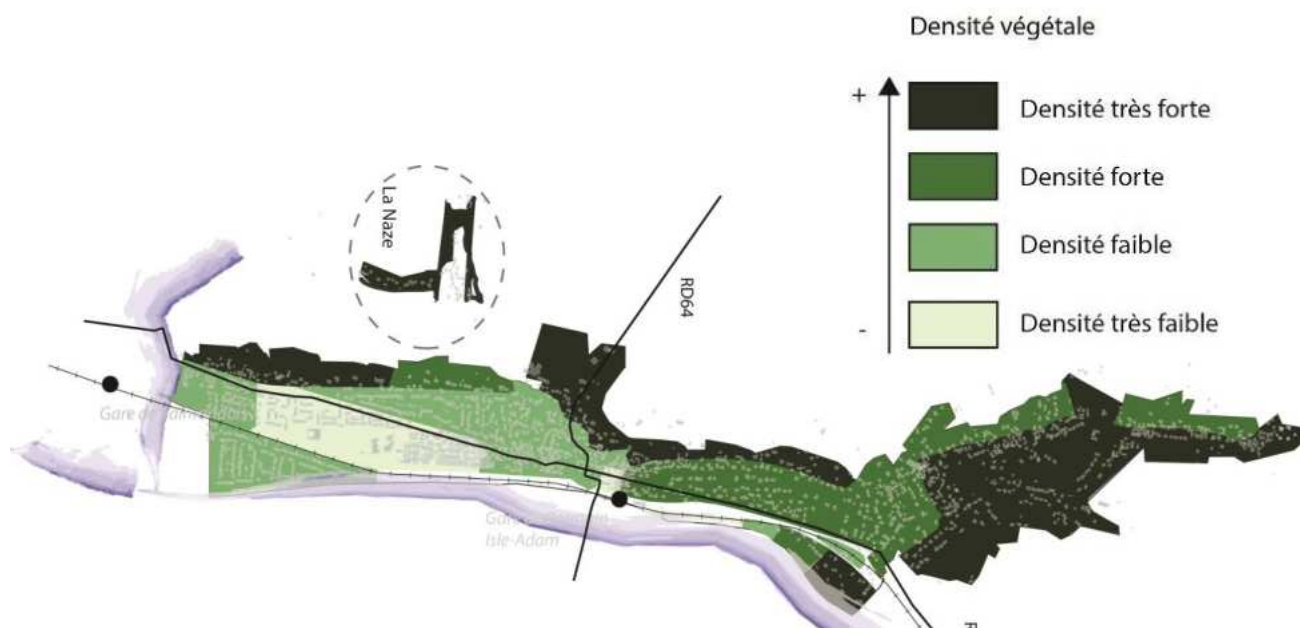 Densité végétale
+
Densité très forte
Densité forte
Densité faible
-
Densité très faible
La Naze
RD64
Gare de
Gare
Isle-Adam